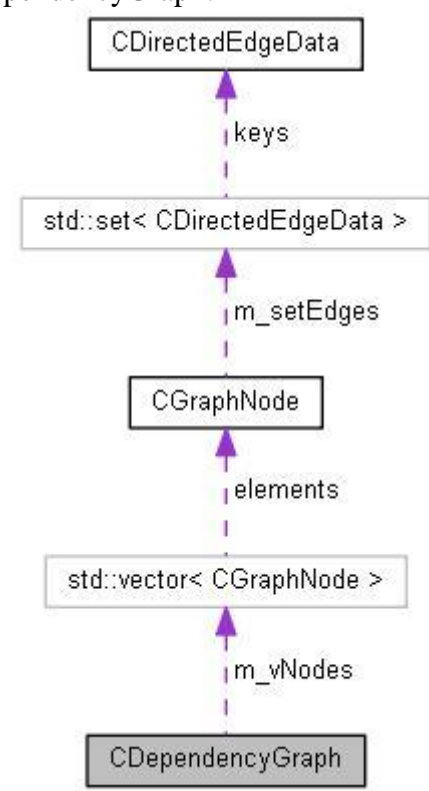 CDirectedEdgeData
keys
std::set< CDirectedEdgeData >
m_setEdges
CGraphNode
elements
std::vector< CGraphNode >
m_vNodes
CDependencyGraph